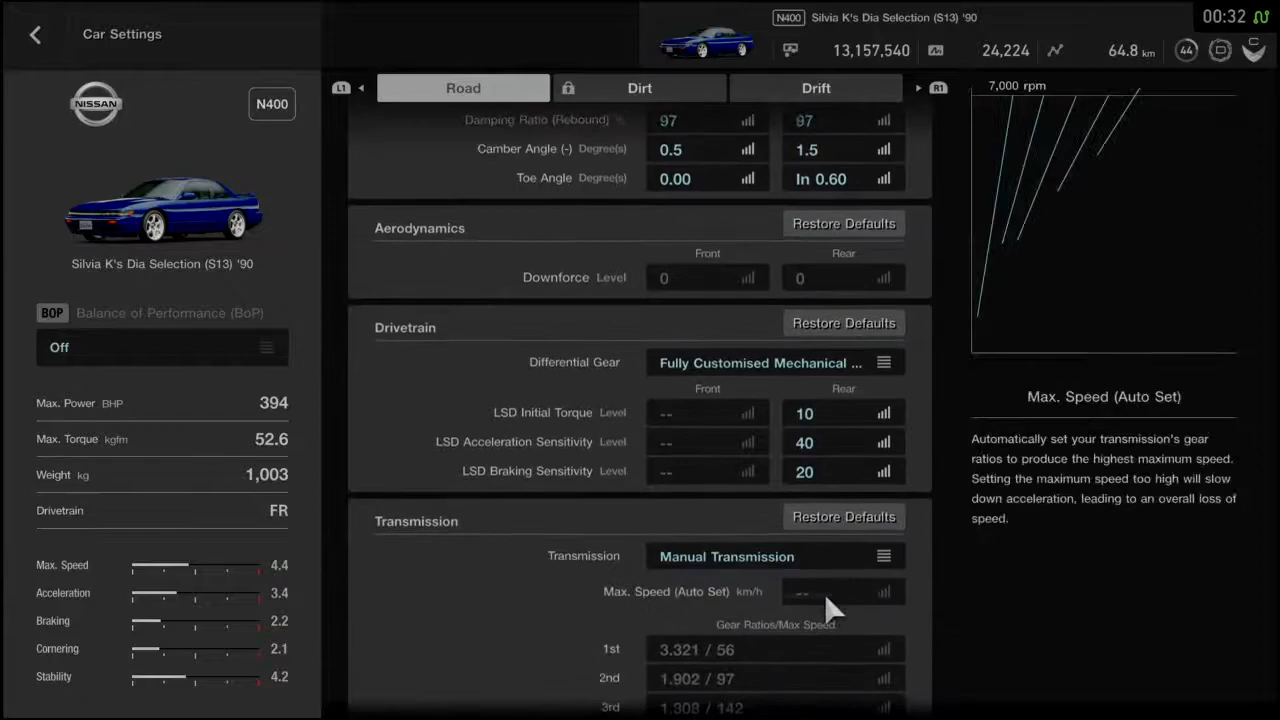 Car Settings
N400 Silvia K's Dia Selection (S13) '90
13,157,540 24,224 64.8 km 44 C
00:32
NISSAN
N400
Silvia K's Dia Selection (S13) '90
BOP Balance of Performance (BoP)
Off
Max. Power BHP 394
Max. Torque kgfm 52.6
Weight kg 1,003
Drivetrain FR
Max. Speed 4.4
Acceleration 3.4
Braking 2.2
Cornering 2.1
Stability 4.2
L1 Road Dirt Drift R1
Damping Ratio (Rebound) % 97 97
Camber Angle (-) Degree(s) 0.5 1.5
Toe Angle Degree(s) 0.00 In 0.60
Aerodynamics Restore Defaults
Front Rear
Downforce Level 0 0
Drivetrain Restore Defaults
Differential Gear Fully Customised Mechanical ...
Front Rear
LSD Initial Torque Level -- 10
LSD Acceleration Sensitivity Level -- 40
LSD Braking Sensitivity Level -- 20
Transmission Restore Defaults
Transmission Manual Transmission
Max. Speed (Auto Set) km/h --
Gear Ratios/Max Speed
1st 3.321 / 56
2nd 1.902 / 97
3rd 1.308 / 142
7,000 rpm
Max. Speed (Auto Set)
Automatically set your transmission's gear
ratios to produce the highest maximum speed.
Setting the maximum speed too high will slow
down acceleration, leading to an overall loss of
speed.